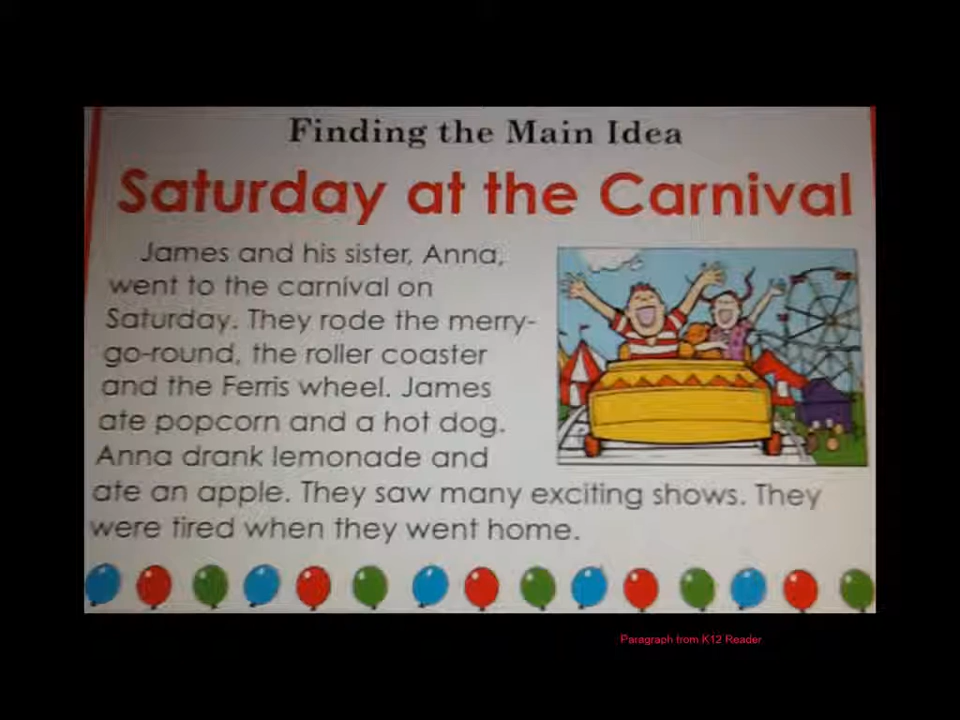 Finding the Main Idea
Saturday at the Carnival
James and his sister, Anna,
went to the carnival on
Saturday. They rode the merry-
go-round, the roller coaster
and the Ferris wheel. James
ate popcorn and a hot dog.
Anna drank lemonade and
ate an apple. They saw many exciting shows. They
were tired when they went home.
Paragraph from K12 Reader